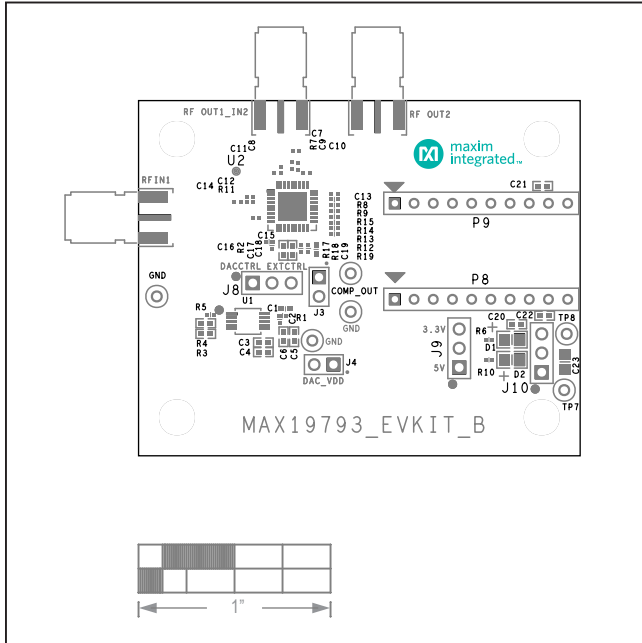 RF OUT1_IN2
RF OUT2
C11
C8
C7
R7
C9
C10
U2
maxim
integrated™
RFIN1
C14
C12
R11
C21
C13
R8
R9
R15
R14
R13
R12
R19
P9
C16
R2
C17
C18
C15
R17
R18
C19
GND
DACCTRL EXTCTRL
J8
COMP_OUT
P8
U1
J3
GND
R5
C1
C2
R1
R4
R3
C3
C4
C6
C5
GND
3.3V
J9
5V
C20
C22
TP8
R6
D1
R10
D2
C23
J10
TP7
J4
DAC_VDD
MAX19793_EVKIT_B
1"